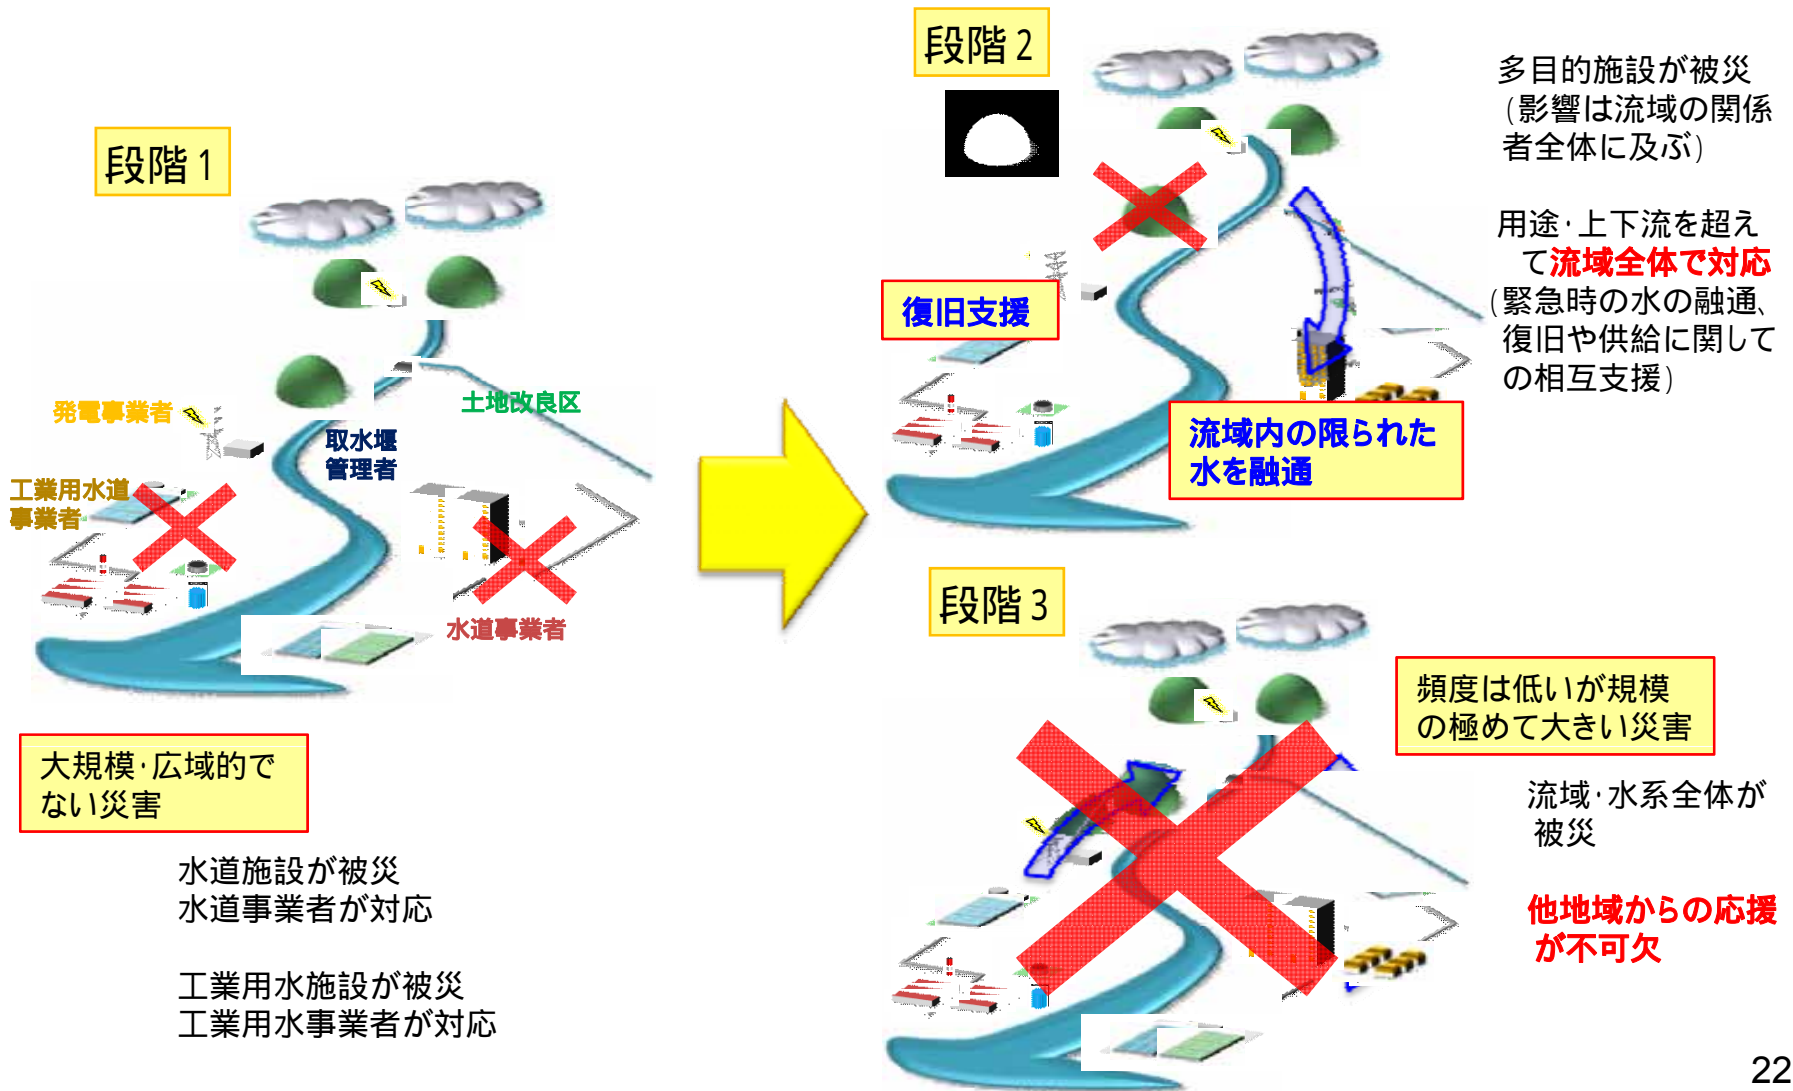 段階1
発電事業者
土地改良区
取水堰
管理者
工業用水道
事業者
水道事業者
大規模・広域的で
ない災害
水道施設が被災
水道事業者が対応
工業用水施設が被災
工業用水事業者が対応
段階2
復旧支援
流域内の限られた
水を融通
多目的施設が被災
(影響は流域の関係
者全体に及ぶ)
用途・上下流を超え
て流域全体で対応
(緊急時の水の融通、
復旧や供給に関して
の相互支援)
段階3
頻度は低いが規模
の極めて大きい災害
流域・水系全体が
被災
他地域からの応援
が不可欠
22